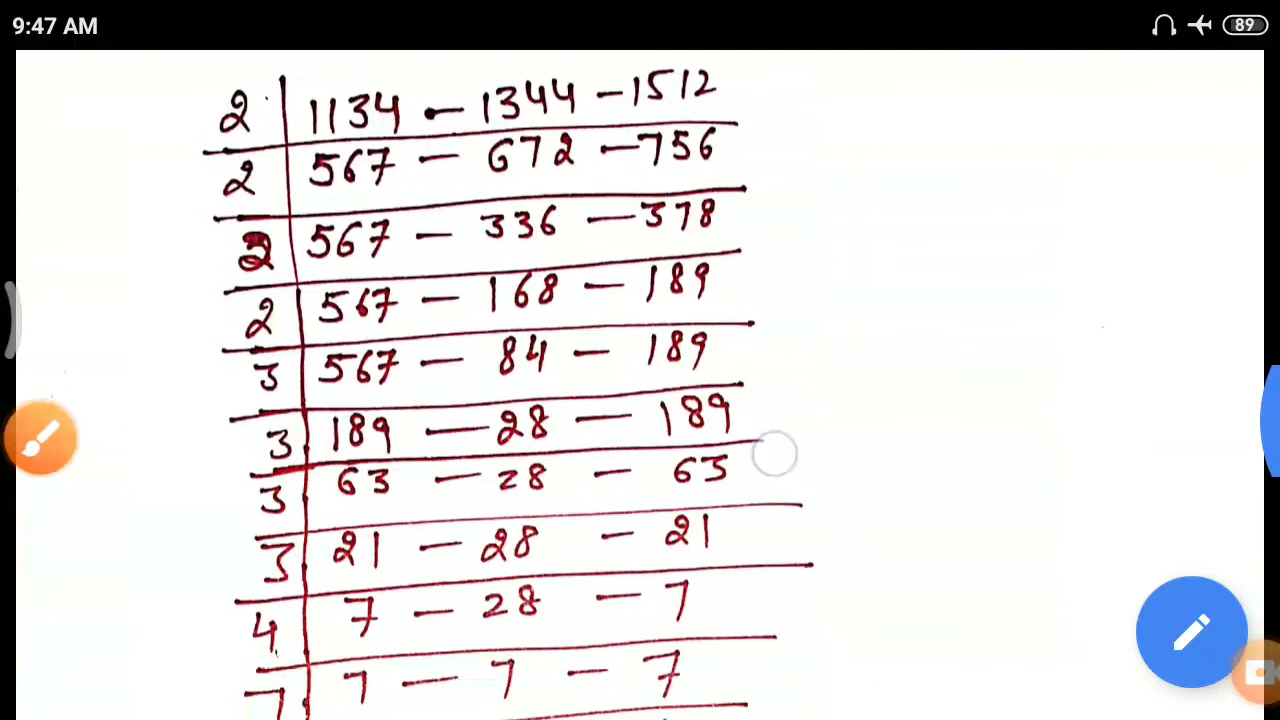 9:47 AM 89
2 1134 - 1344 - 1512
2 567 - 672 - 756
2 567 - 336 - 378
2 567 - 168 - 189
3 567 - 84 - 189
3 189 - 28 - 189
3 63 - 28 - 63
3 21 - 28 - 21
4 7 - 28 - 7
7 7 - 7 - 7